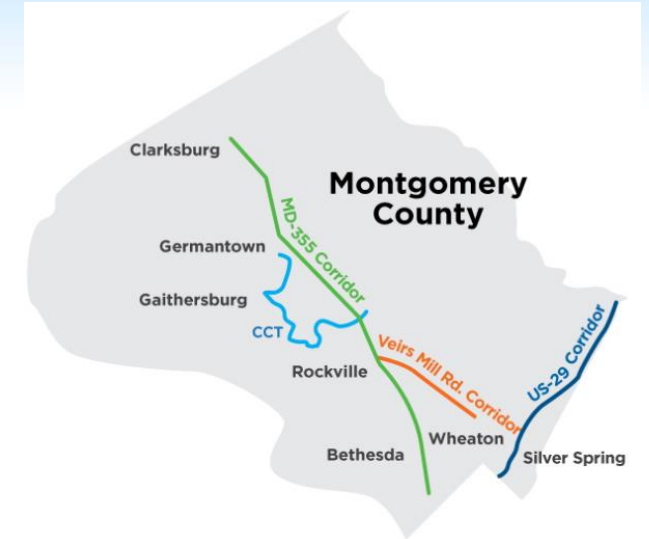 Clarksburg
Montgomery
County
MD-355 Corridor
Germantown
Gaithersburg
CCT
Rockville
Veirs Mill Rd. Corridor
US-29 Corridor
Wheaton
Bethesda
Silver Spring